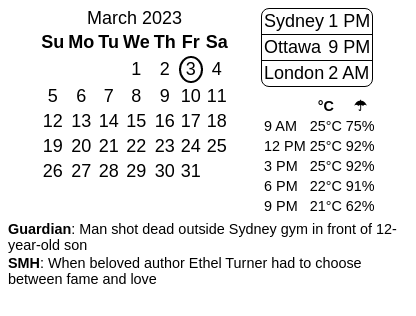 March 2023
Su Mo Tu We Th Fr Sa
1 2 3 4
5 6 7 8 9 10 11
12 13 14 15 16 17 18
19 20 21 22 23 24 25
26 27 28 29 30 31
Sydney 1 PM
Ottawa 9 PM
London 2 AM
°C ☂
9 AM 25°C 75%
12 PM 25°C 92%
3 PM 25°C 92%
6 PM 22°C 91%
9 PM 21°C 62%
Guardian: Man shot dead outside Sydney gym in front of 12-
year-old son
SMH: When beloved author Ethel Turner had to choose
between fame and love